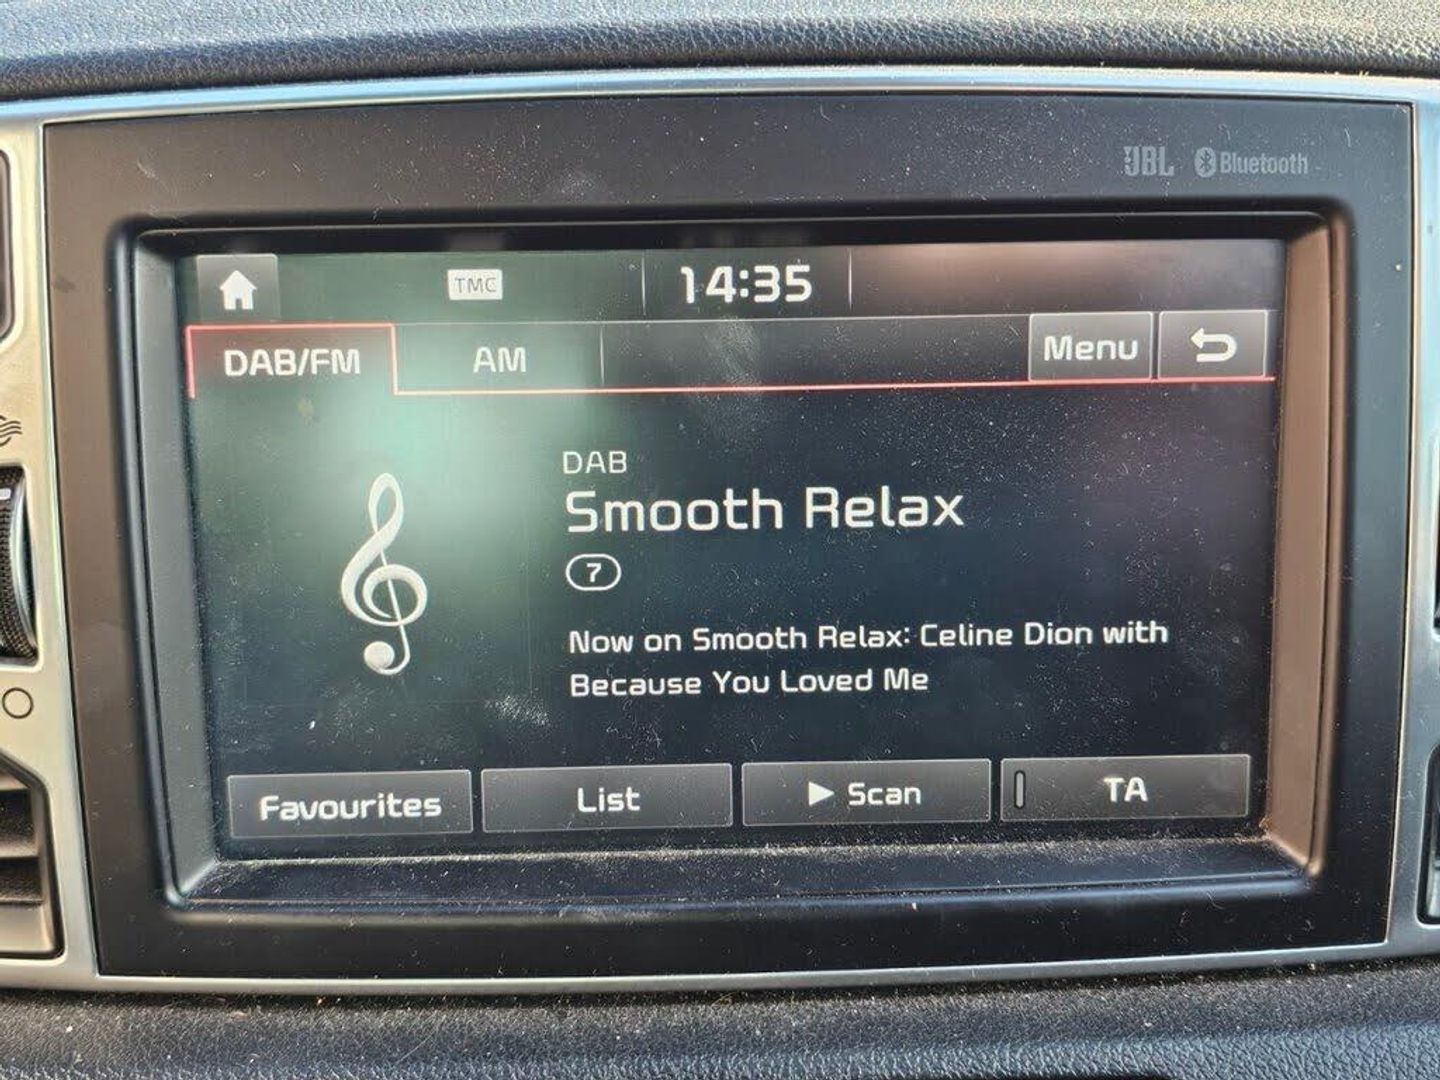 JBL Bluetooth
TMC 14:35
DAB/FM AM Menu
DAB
Smooth Relax
7
Now on Smooth Relax: Celine Dion with
Because You Loved Me
Favourites List Scan TA